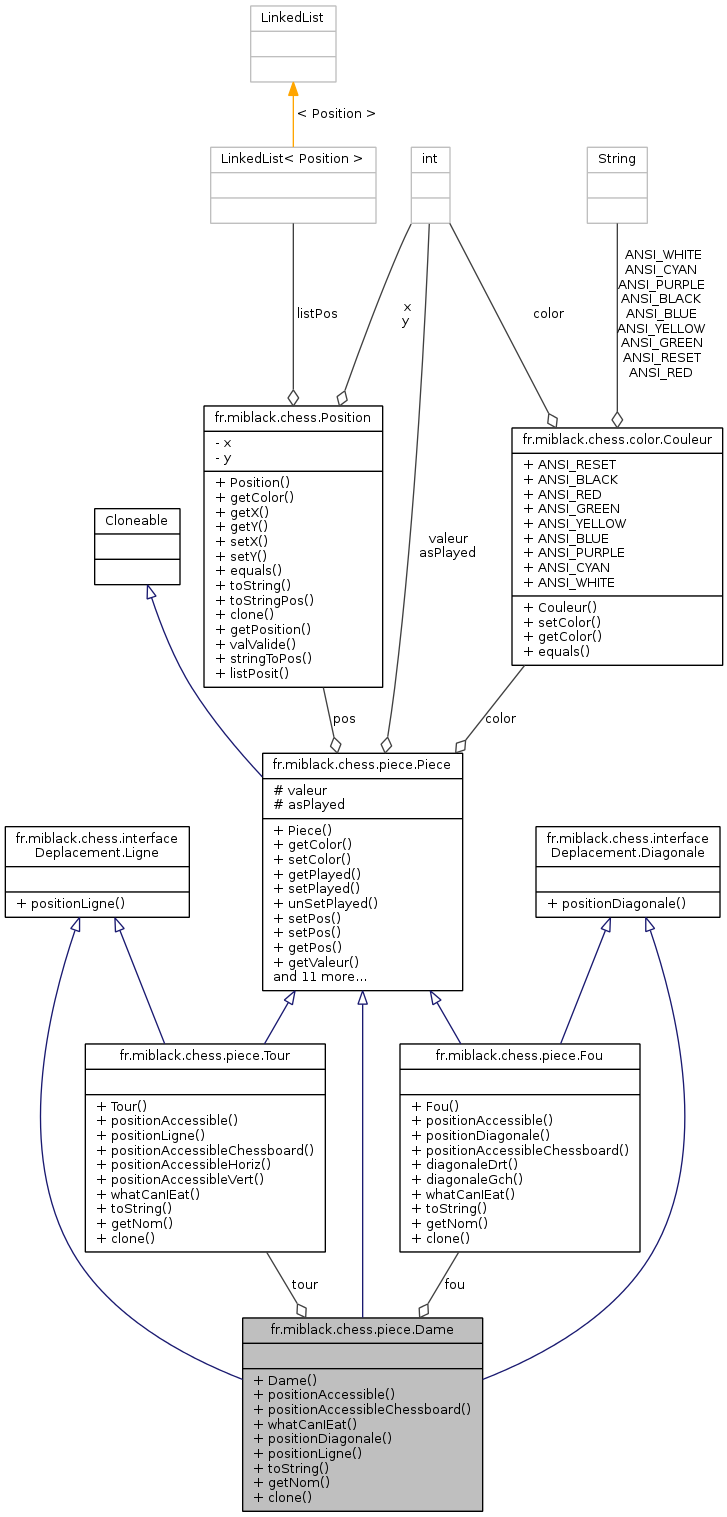 LinkedList
< Position >
LinkedList< Position >
int
String
ANSI_WHITE
ANSI_CYAN
ANSI_PURPLE
ANSI_BLACK
ANSI_BLUE
ANSI_YELLOW
ANSI_GREEN
ANSI_RESET
ANSI_RED
listPos
x
y
color
fr.miblack.chess.Position
- x
- y
+ Position()
+ getColor()
+ getX()
+ getY()
+ setX()
+ setY()
+ equals()
+ toString()
+ toStringPos()
+ clone()
+ getPosition()
+ valValide()
+ stringToPos()
+ listPosit()
fr.miblack.chess.color.Couleur
+ ANSI_RESET
+ ANSI_BLACK
+ ANSI_RED
+ ANSI_GREEN
+ ANSI_YELLOW
+ ANSI_BLUE
+ ANSI_PURPLE
+ ANSI_CYAN
+ ANSI_WHITE
+ Couleur()
+ setColor()
+ getColor()
+ equals()
Cloneable
valeur
asPlayed
pos
color
fr.miblack.chess.piece.Piece
# valeur
# asPlayed
+ Piece()
+ getColor()
+ setColor()
+ getPlayed()
+ setPlayed()
+ unSetPlayed()
+ setPos()
+ setPos()
+ getPos()
+ getValeur()
and 11 more...
fr.miblack.chess.interface
Deplacement.Ligne
+ positionLigne()
fr.miblack.chess.interface
Deplacement.Diagonale
+ positionDiagonale()
fr.miblack.chess.piece.Tour
+ Tour()
+ positionAccessible()
+ positionLigne()
+ positionAccessibleChessboard()
+ positionAccessibleHoriz()
+ positionAccessibleVert()
+ whatCanIEat()
+ toString()
+ getNom()
+ clone()
fr.miblack.chess.piece.Fou
+ Fou()
+ positionAccessible()
+ positionDiagonale()
+ positionAccessibleChessboard()
+ diagonaleDrt()
+ diagonaleGch()
+ whatCanIEat()
+ toString()
+ getNom()
+ clone()
tour
fou
fr.miblack.chess.piece.Dame
+ Dame()
+ positionAccessible()
+ positionAccessibleChessboard()
+ whatCanIEat()
+ positionDiagonale()
+ positionLigne()
+ toString()
+ getNom()
+ clone()